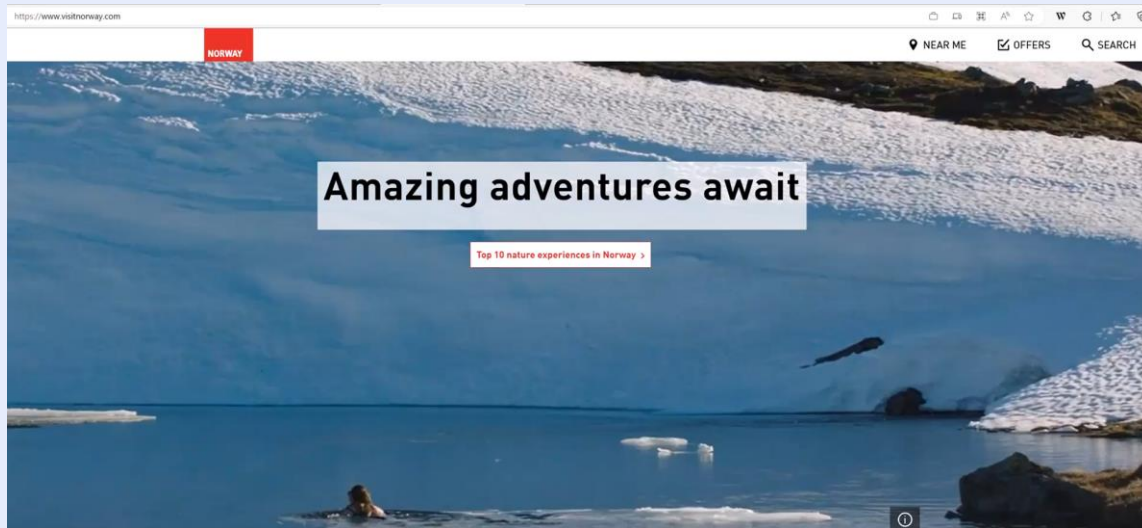 https://www.visitnorway.com
NORWAY
NEAR ME
OFFERS
SEARCH
Amazing adventures await
Top 10 nature experiences in Norway >